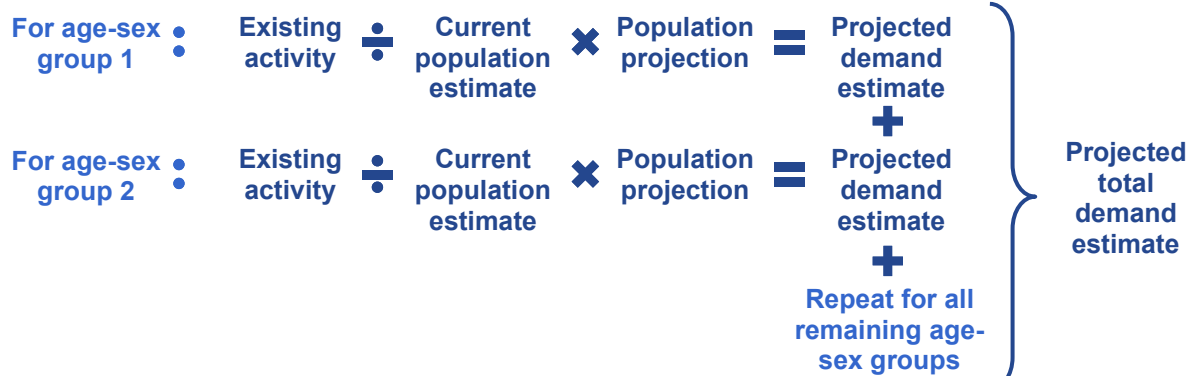 For age-sex group 1 : Existing activity ÷ Current population estimate × Population projection = Projected demand estimate
+
For age-sex group 2 : Existing activity ÷ Current population estimate × Population projection = Projected demand estimate
+
Repeat for all
remaining age-
sex groups
Projected
total
demand
estimate